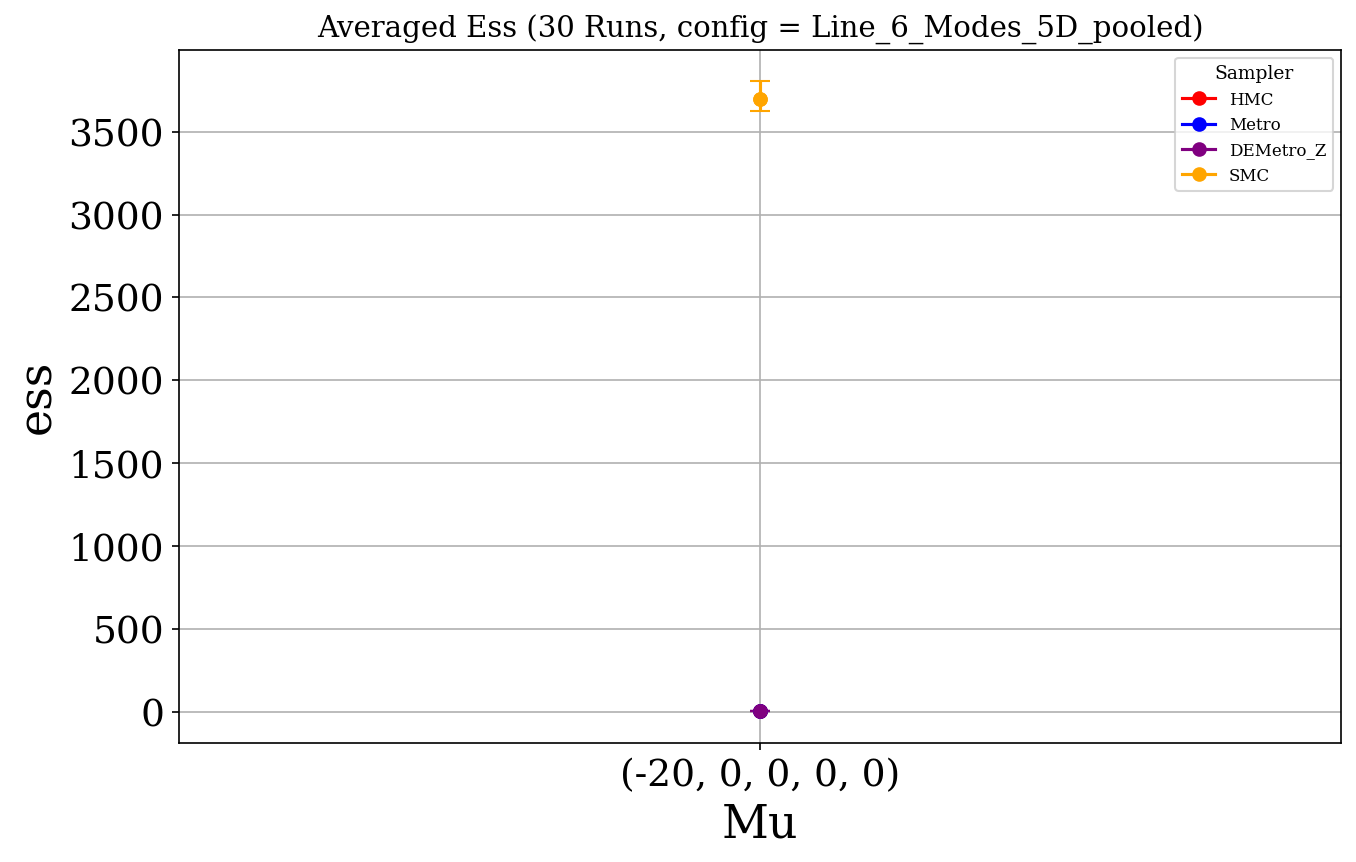 Averaged Ess (30 Runs, config = Line_6_Modes_5D_pooled)
Sampler
HMC
Metro
DEMetro_Z
SMC
ess
3500
3000
2500
2000
1500
1000
500
0
(-20, 0, 0, 0, 0)
Mu